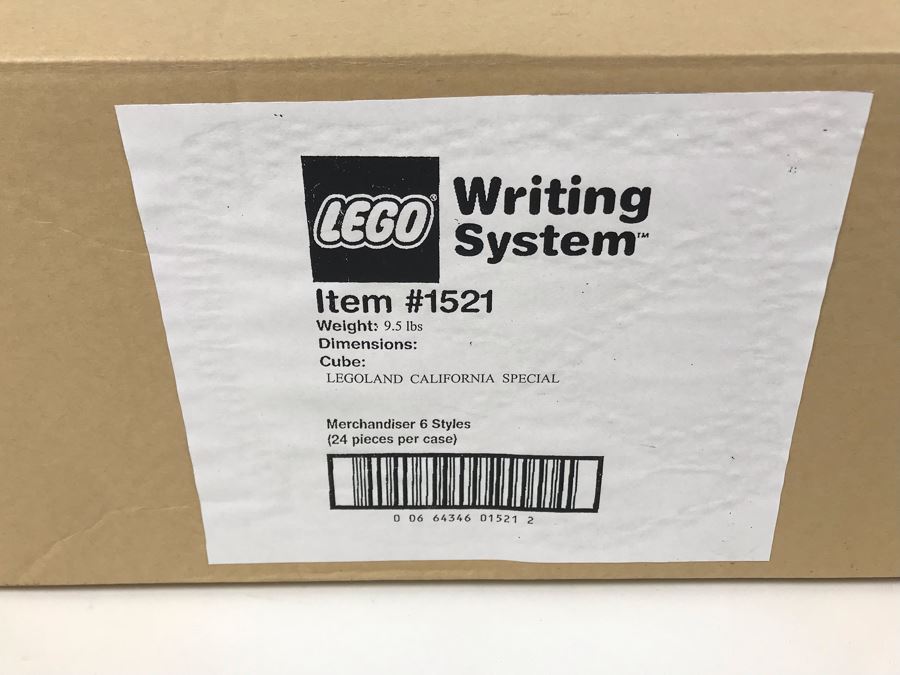 LEGO®
Writing
System™
Item #1521
Weight: 9.5 lbs
Dimensions:
Cube:
LEGOLAND CALIFORNIA SPECIAL
Merchandiser 6 Styles
(24 pieces per case)
0 06 64346 01521 2